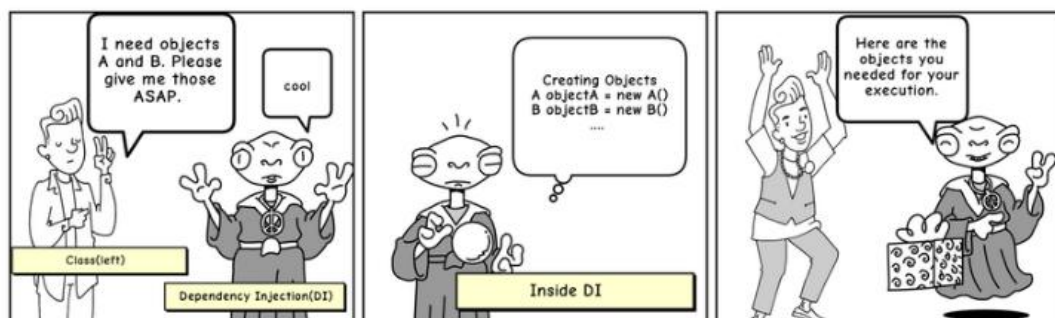 I need objects
A and B. Please
give me those
ASAP.
cool
Class(left)
Dependency Injection(DI)
Creating Objects
A objectA = new A()
B objectB = new B()
....
Inside DI
Here are the
objects you
needed for your
execution.